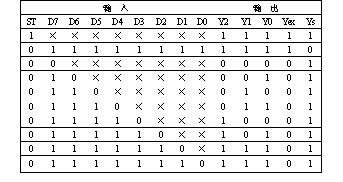 输 入 输 出
ST D7 D6 D5 D4 D3 D2 D1 D0 Y2 Y1 Y0 Yex Ys
1 × × × × × × × × 1 1 1 1 1
0 1 1 1 1 1 1 1 1 1 1 1 1 0
0 0 × × × × × × × 0 0 0 0 1
0 1 0 × × × × × × 0 0 1 0 1
0 1 1 0 × × × × × 0 1 0 0 1
0 1 1 1 0 × × × × 0 1 1 0 1
0 1 1 1 1 0 × × × 1 0 0 0 1
0 1 1 1 1 1 0 × × 1 0 1 0 1
0 1 1 1 1 1 1 0 × 1 1 0 0 1
0 1 1 1 1 1 1 1 0 1 1 1 0 1